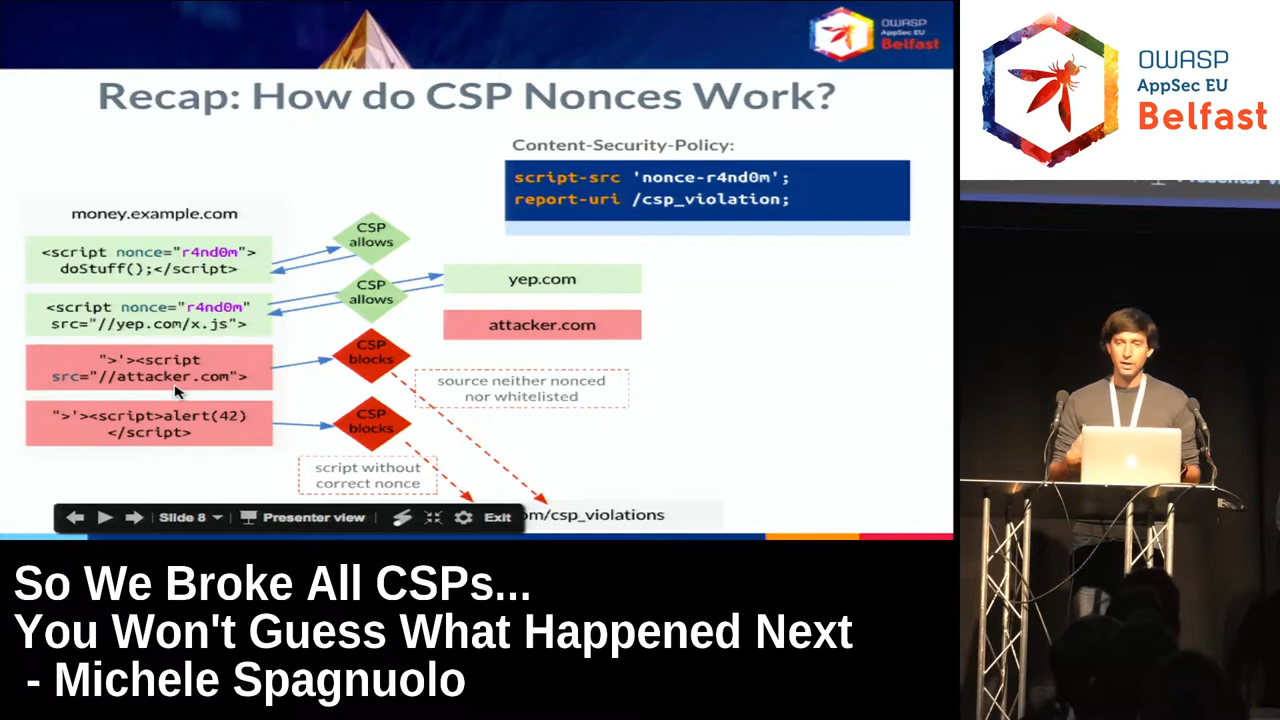 OWASP
AppSec EU
Belfast
Recap: How do CSP Nonces Work?
Content-Security-Policy:
script-src 'nonce-r4nd0m';
report-uri /csp_violation;
money.example.com
<script nonce="r4nd0m">
doStuff();</script>
CSP
allows
<script nonce="r4nd0m"
src="//yep.com/x.js">
CSP
allows
yep.com
attacker.com
">'><script
src="//attacker.com">
CSP
blocks
source neither nonced
nor whitelisted
">'><script>alert(42)
</script>
CSP
blocks
script without
correct nonce
Slide 8
Presenter view
Exit
om/csp_violations
OWASP
AppSec EU
Belfast
So We Broke All CSPs...
You Won't Guess What Happened Next
- Michele Spagnuolo